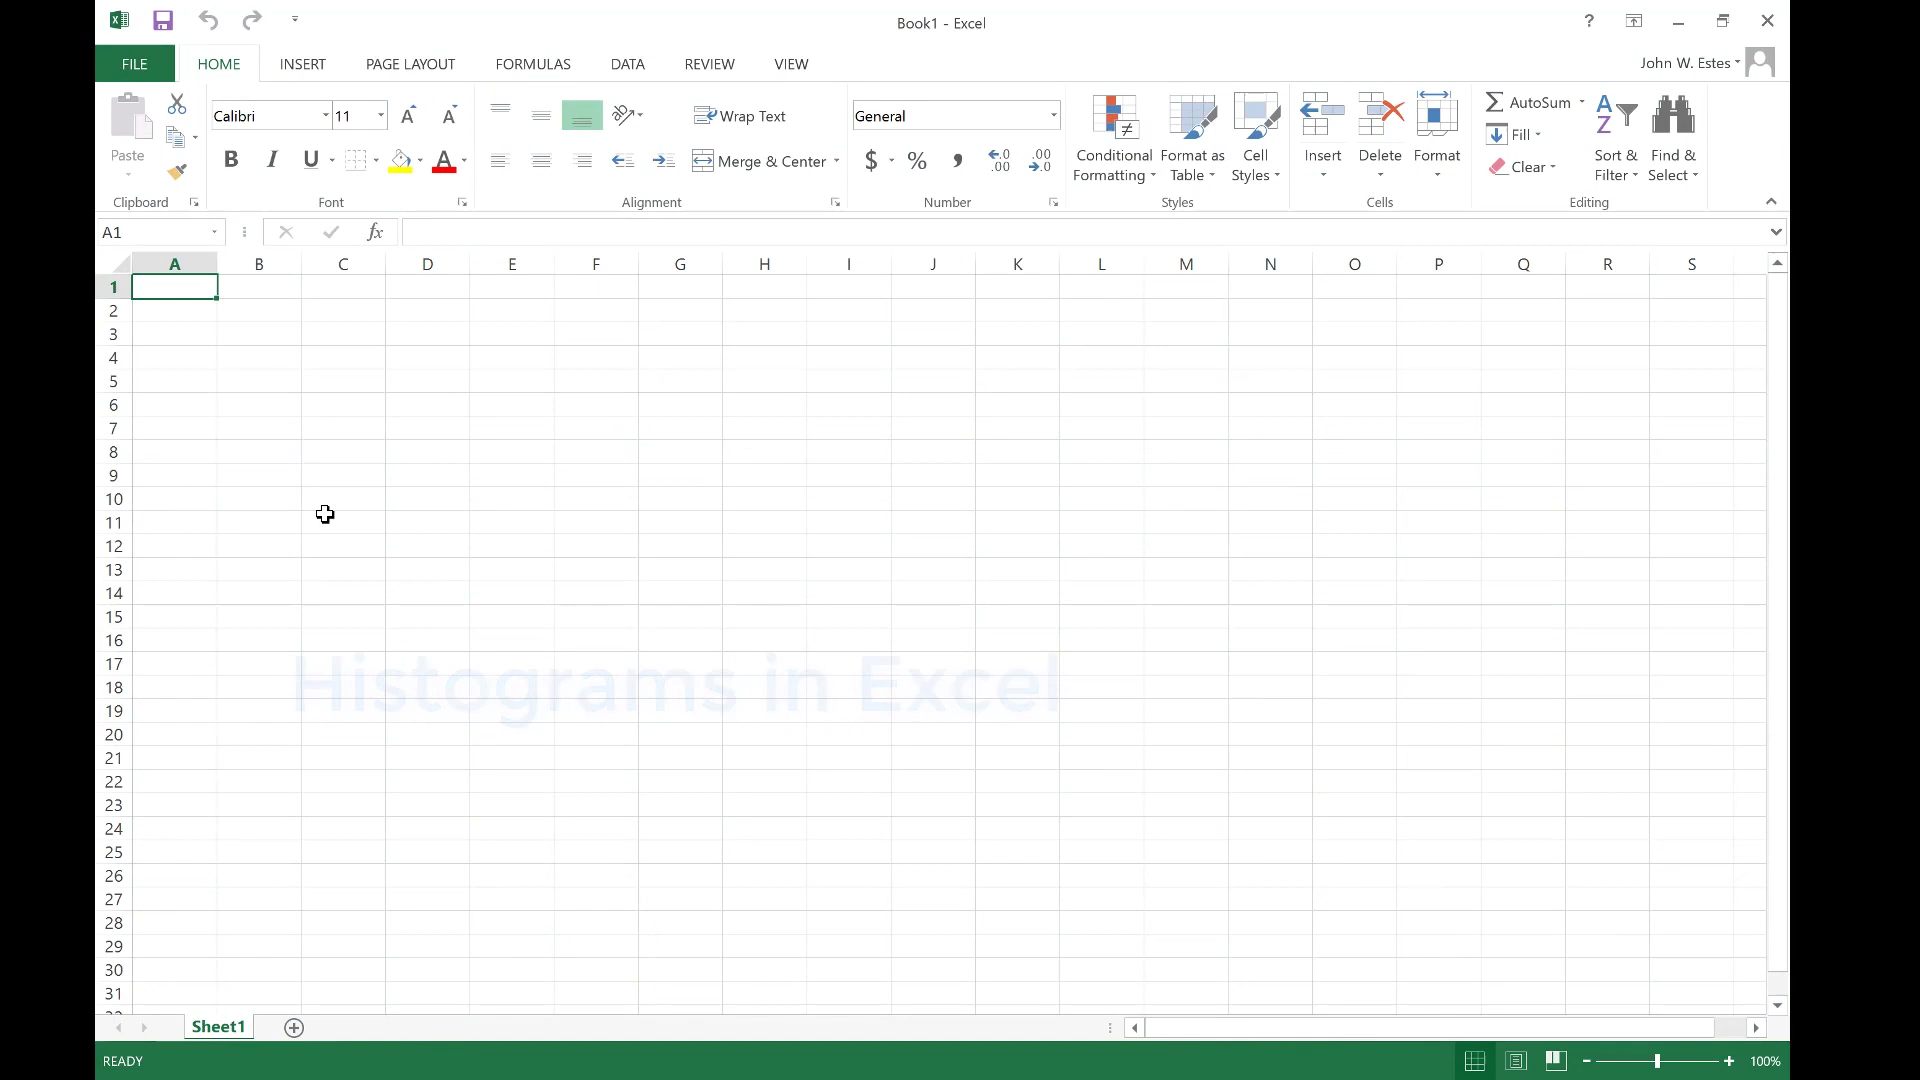 Book1 - Excel
?
FILE HOME INSERT PAGE LAYOUT FORMULAS DATA REVIEW VIEW
John W. Estes
Paste
Clipboard
Calibri 11
A A
B I U A
Font
Wrap Text
Merge & Center
Alignment
General
$ % , .0 .00 .00 .0
Number
Conditional Formatting
Format as Table
Cell Styles
Styles
Insert
Delete
Format
Cells
AutoSum
Fill
Clear
A Z
Sort & Filter
Find & Select
Editing
A1
fx
A B C D E F G H I J K L M N O P Q R S
1
2
3
4
5
6
7
8
9
10
11
12
13
14
15
16
17
18
19
20
21
22
23
24
25
26
27
28
29
30
31
Histograms in Excel
Sheet1
READY
100%